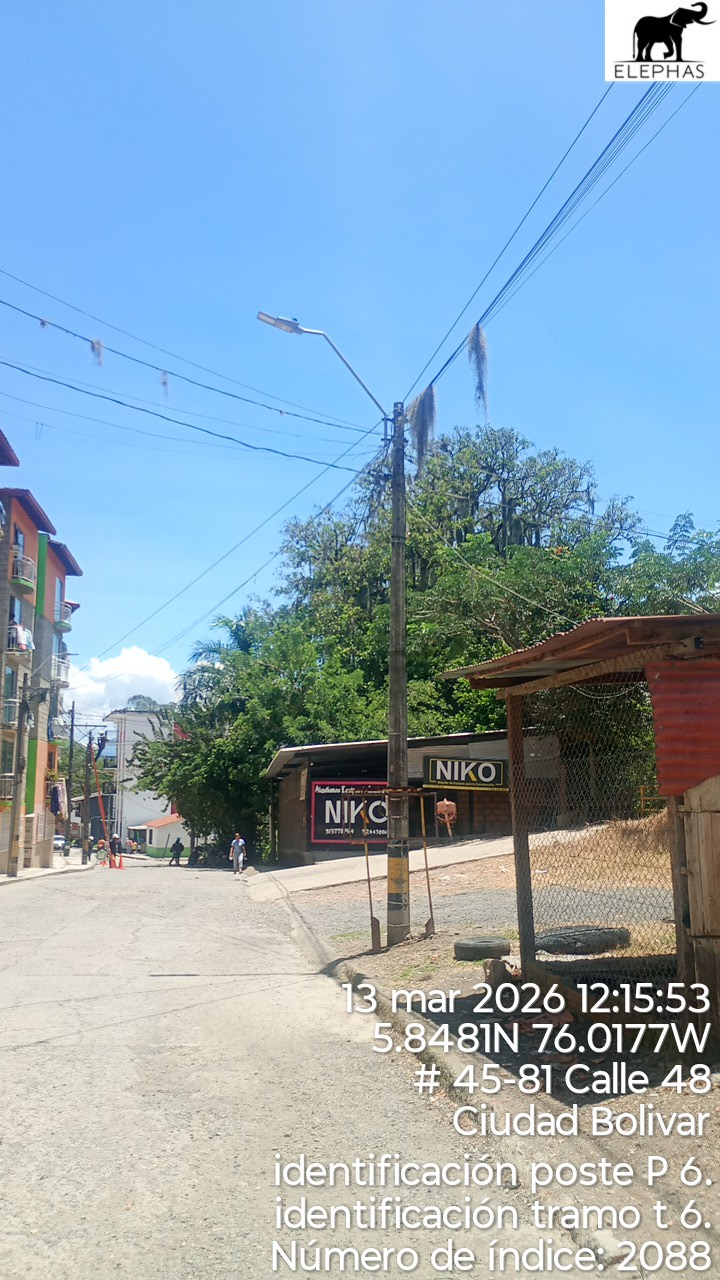 ELEPHAS
NIKO
NIKO
13 mar 2026 12:15:53
5.8481N 76.0177W
# 45-81 Calle 48
Ciudad Bolivar
identificación poste P 6.
identificación tramo t 6.
Número de índice: 2088